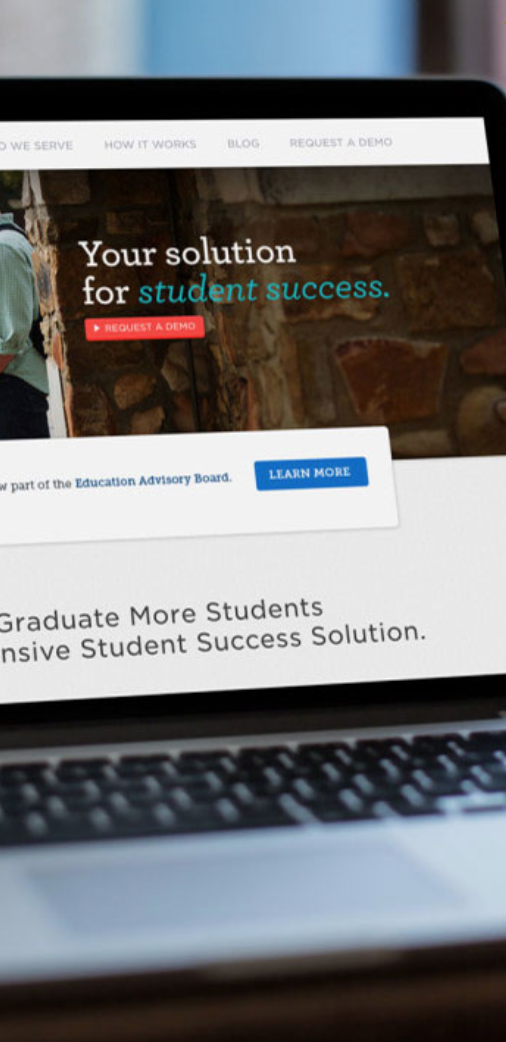 WE SERVE HOW IT WORKS BLOG REQUEST A DEMO
Your solution
for student success.
REQUEST A DEMO
part of the Education Advisory Board. LEARN MORE
Graduate More Students
Student Success Solution.